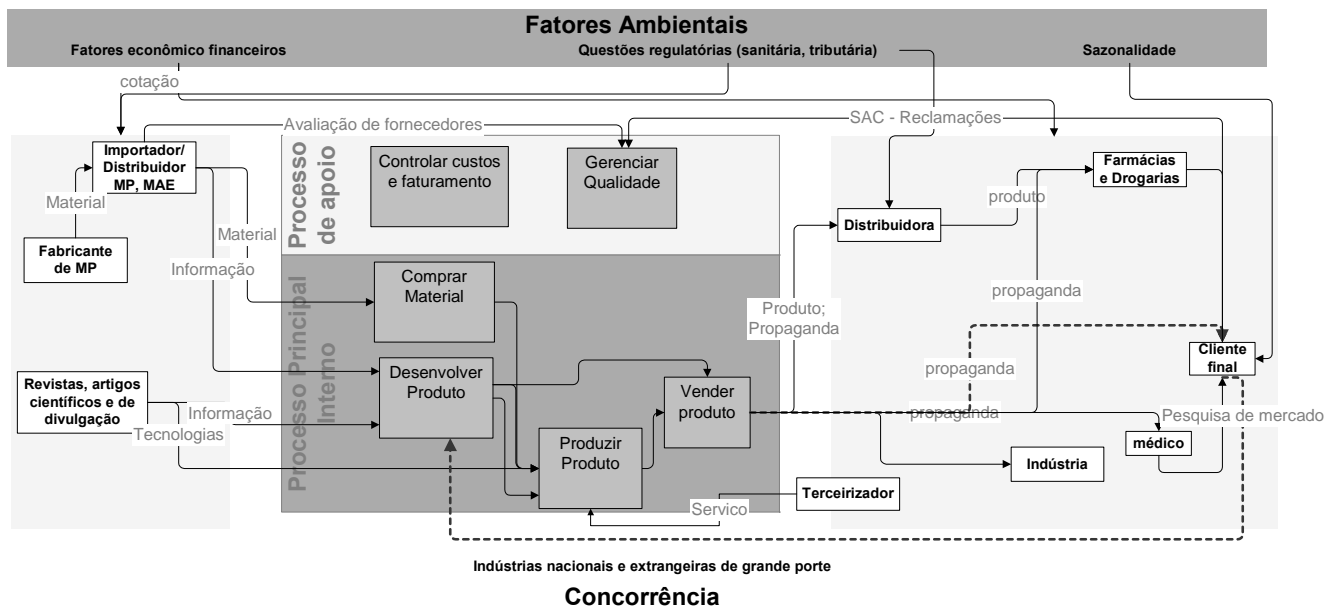 Fatores Ambientais
Fatores econômico financeiros
Questões regulatórias (sanitária, tributária)
Sazonalidade
cotação
Avaliação de fornecedores
SAC - Reclamações
Importador/
Distribuidor
MP, MAE
Material
Fabricante
de MP
Material
Informação
Processo
de apoio
Controlar custos
e faturamento
Gerenciar
Qualidade
Farmácias
e Drogarias
produto
Distribuidora
Processo Principal
Interno
Comprar
Material
Desenvolver
Produto
Vender
produto
Produzir
Produto
Produto;
Propaganda
propaganda
propaganda
propaganda
Cliente
final
Revistas, artigos
científicos e de
divulgação
Informação
Tecnologias
Pesquisa de mercado
médico
Indústria
Terceirizador
Servico
Indústrias nacionais e extrangeiras de grande porte
Concorrência